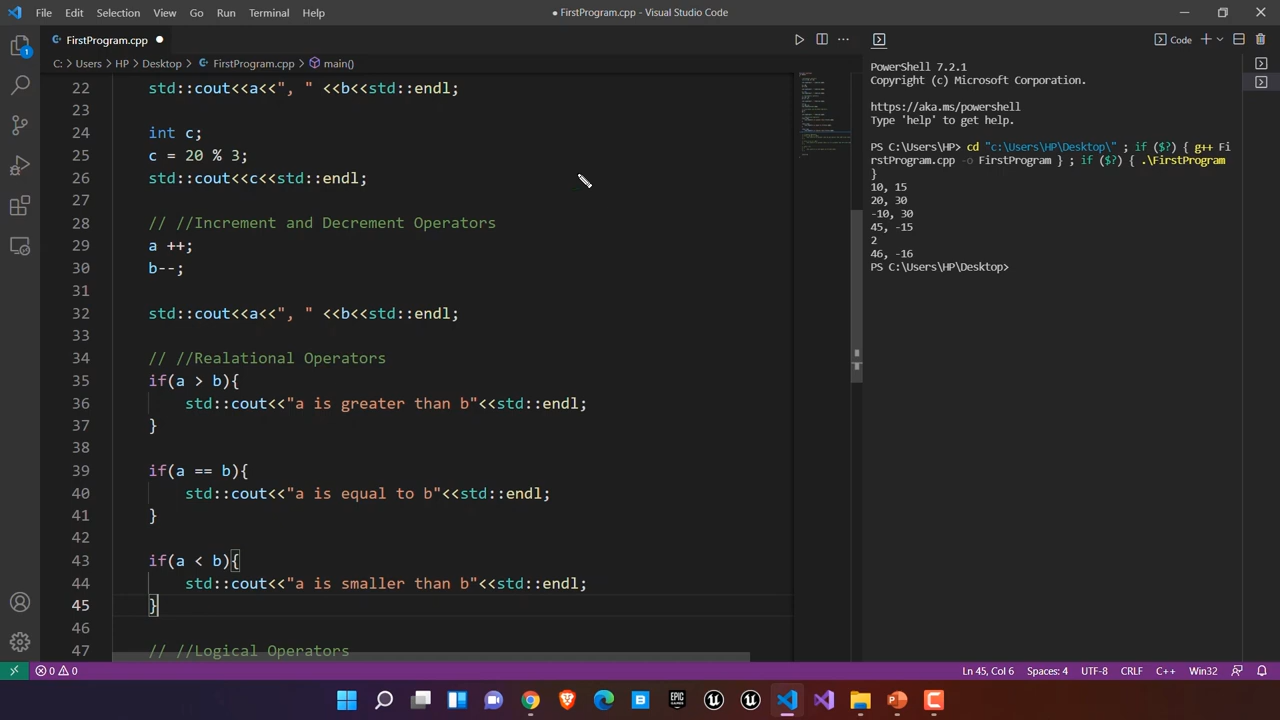 File Edit Selection View Go Run Terminal Help
● FirstProgram.cpp - Visual Studio Code
FirstProgram.cpp ●
C: > Users > HP > Desktop > FirstProgram.cpp > main()
22 std::cout<<a<<", " <<b<<std::endl;
23
24 int c;
25 c = 20 % 3;
26 std::cout<<c<<std::endl;
27
28 // //Increment and Decrement Operators
29 a ++;
30 b--;
31
32 std::cout<<a<<", " <<b<<std::endl;
33
34 // //Realational Operators
35 if(a > b){
36 std::cout<<"a is greater than b"<<std::endl;
37 }
38
39 if(a == b){
40 std::cout<<"a is equal to b"<<std::endl;
41 }
42
43 if(a < b){
44 std::cout<<"a is smaller than b"<<std::endl;
45 }
46
47 // //Logical Operators
Code
PowerShell 7.2.1
Copyright (c) Microsoft Corporation.
https://aka.ms/powershell
Type 'help' to get help.
PS C:\Users\HP> cd "c:\Users\HP\Desktop\" ; if ($?) { g++ Fi
rstProgram.cpp -o FirstProgram } ; if ($?) { .\FirstProgram
}
10, 15
20, 30
-10, 30
45, -15
2
46, -16
PS C:\Users\HP\Desktop>
1
0 0
Ln 45, Col 6 Spaces: 4 UTF-8 CRLF C++ Win32
EPIC GAMES